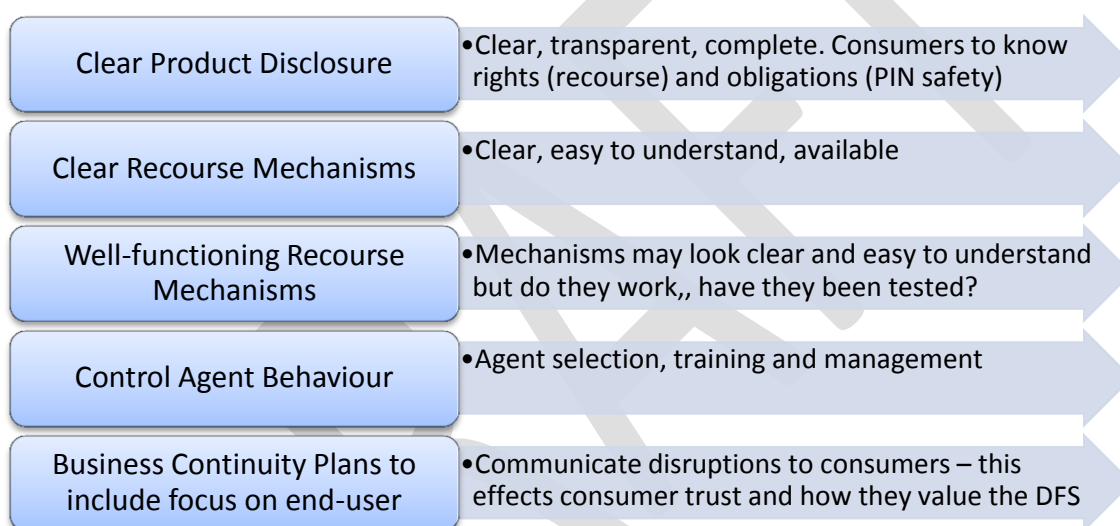 Clear Product Disclosure
•Clear, transparent, complete. Consumers to know
rights (recourse) and obligations (PIN safety)
Clear Recourse Mechanisms
•Clear, easy to understand, available
Well-functioning Recourse
Mechanisms
•Mechanisms may look clear and easy to understand
but do they work,, have they been tested?
Control Agent Behaviour
•Agent selection, training and management
Business Continuity Plans to
include focus on end-user
•Communicate disruptions to consumers – this
effects consumer trust and how they value the DFS